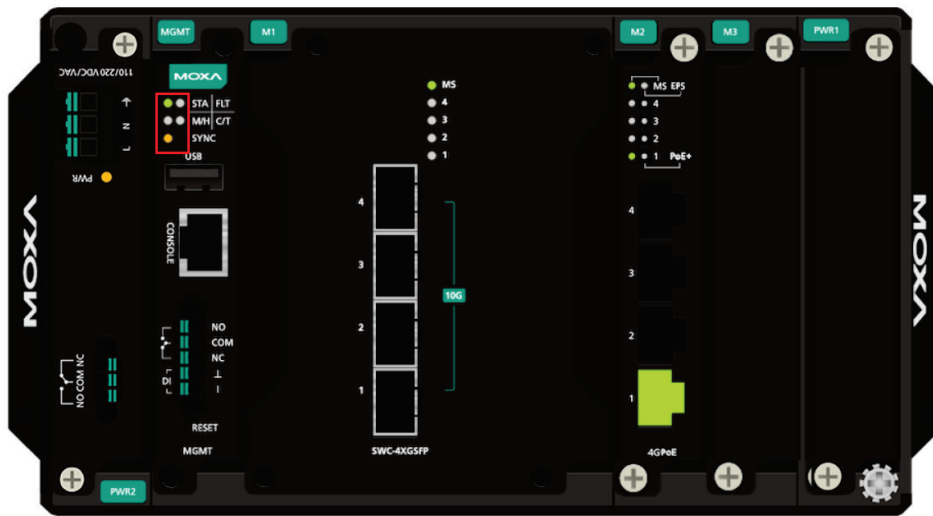 MGMT
M1
M2
M3
PWR1
110/220 VDC/VAC
N
L
PWR
NO COM NC
PWR2
MOXA
MOXA
STA FLT
M/H C/T
SYNC
USB
CONSOLE
NO
COM
NC
DI
RESET
MGMT
MS
4
3
2
1
4
3
2
1
10G
SWC-4XGSFP
MS EPS
4
3
2
1 PoE+
4
3
2
1
4GPoE
MOXA